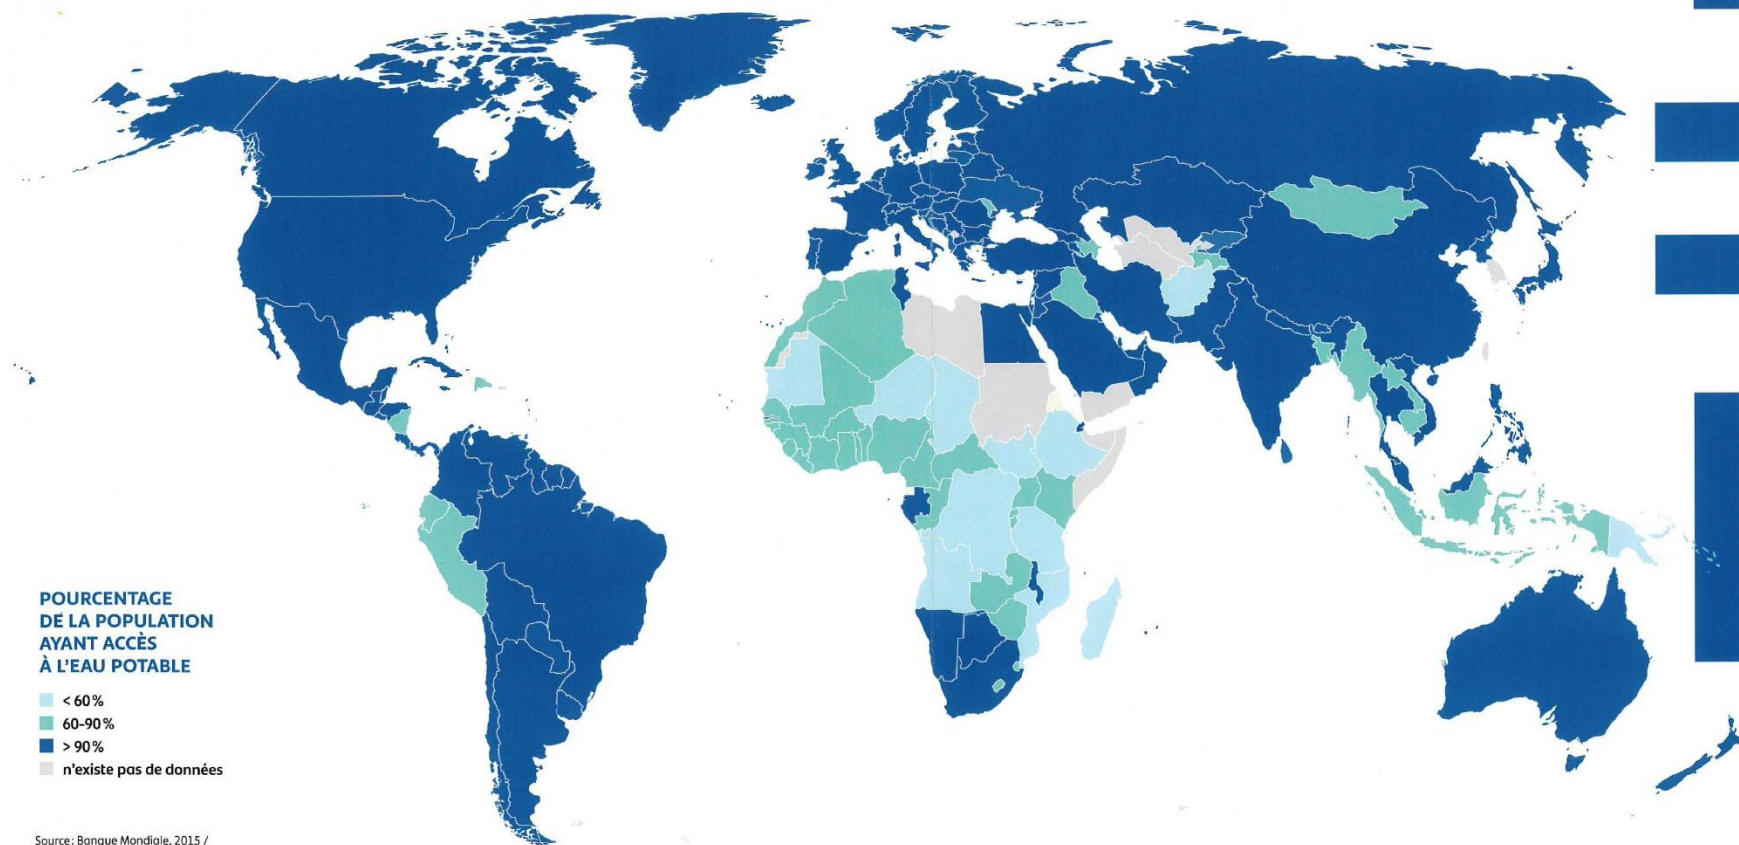 POURCENTAGE
DE LA POPULATION
AYANT ACCÈS
À L'EAU POTABLE
< 60 %
60-90 %
> 90 %
n'existe pas de données
Source: Banque Mondiale, 2015 /